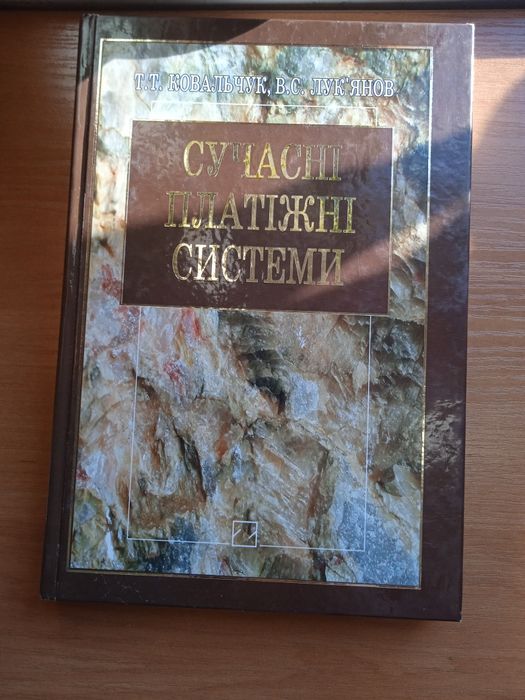 Т.Т. КОВАЛЬЧУК, В.С. ЛУК'ЯНОВ
СУЧАСНІ
ПЛАТІЖНІ
СИСТЕМИ